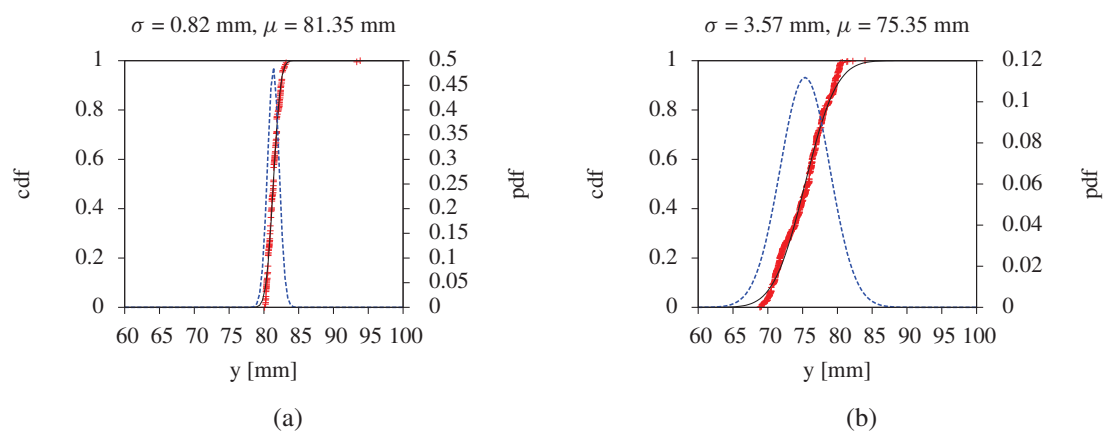 σ = 0.82 mm, μ = 81.35 mm
1
0.8
0.6
0.4
0.2
0
cdf
0.5
0.45
0.4
0.35
0.3
0.25
0.2
0.15
0.1
0.05
0
pdf
60 65 70 75 80 85 90 95 100
y [mm]
(a)
σ = 3.57 mm, μ = 75.35 mm
1
0.8
0.6
0.4
0.2
0
cdf
0.12
0.1
0.08
0.06
0.04
0.02
0
pdf
60 65 70 75 80 85 90 95 100
y [mm]
(b)